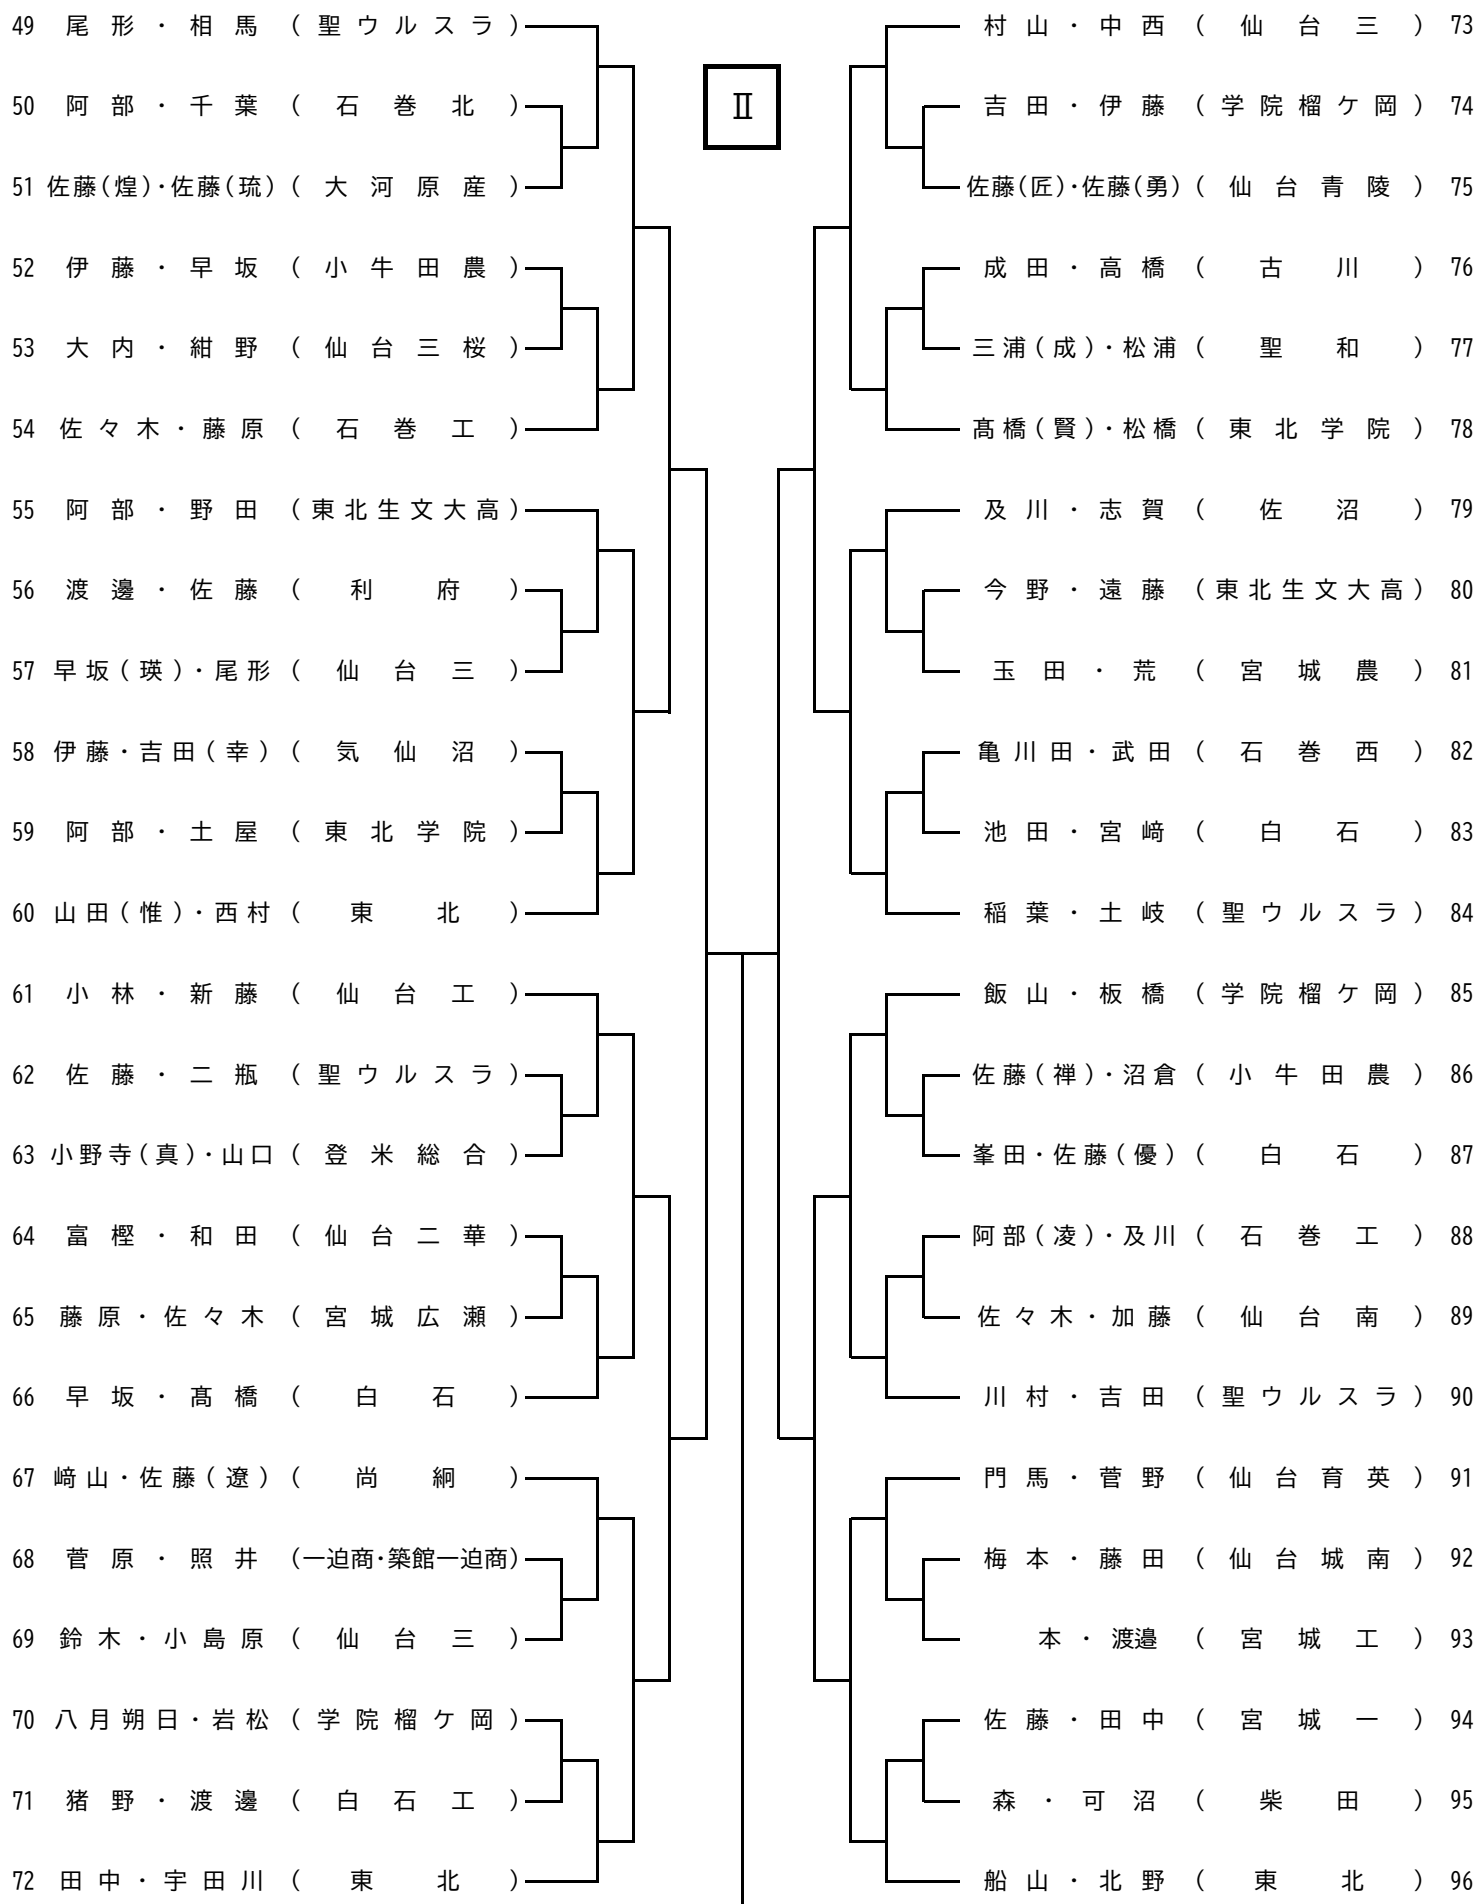 49 尾形・相馬 (聖ウルスラ)
50 阿部・千葉 (石巻北)
51 佐藤(煌)・佐藤(琉) (大河原産)
52 伊藤・早坂 (小牛田農)
53 大内・紺野 (仙台三桜)
54 佐々木・藤原 (石巻工)
55 阿部・野田 (東北生文大高)
56 渡邊・佐藤 (利府)
57 早坂(瑛)・尾形 (仙台三)
58 伊藤・吉田(幸) (気仙沼)
59 阿部・土屋 (東北学院)
60 山田(惟)・西村 (東北)
61 小林・新藤 (仙台工)
62 佐藤・二瓶 (聖ウルスラ)
63 小野寺(真)・山口 (登米総合)
64 富樫・和田 (仙台二華)
65 藤原・佐々木 (宮城広瀬)
66 早坂・髙橋 (白石)
67 﨑山・佐藤(遼) (尚絅)
68 菅原・照井 (一迫商・築館一迫商)
69 鈴木・小島原 (仙台三)
70 八月朔日・岩松 (学院榴ケ岡)
71 猪野・渡邊 (白石工)
72 田中・宇田川 (東北)
Ⅱ
村山・中西 (仙台三) 73
吉田・伊藤 (学院榴ケ岡) 74
佐藤(匠)・佐藤(勇) (仙台青陵) 75
成田・高橋 (古川) 76
三浦(成)・松浦 (聖和) 77
髙橋(賢)・松橋 (東北学院) 78
及川・志賀 (佐沼) 79
今野・遠藤 (東北生文大高) 80
玉田・荒 (宮城農) 81
亀川田・武田 (石巻西) 82
池田・宮﨑 (白石) 83
稲葉・土岐 (聖ウルスラ) 84
飯山・板橋 (学院榴ケ岡) 85
佐藤(禅)・沼倉 (小牛田農) 86
峯田・佐藤(優) (白石) 87
阿部(凌)・及川 (石巻工) 88
佐々木・加藤 (仙台南) 89
川村・吉田 (聖ウルスラ) 90
門馬・菅野 (仙台育英) 91
梅本・藤田 (仙台城南) 92
本・渡邉 (宮城工) 93
佐藤・田中 (宮城一) 94
森・可沼 (柴田) 95
船山・北野 (東北) 96